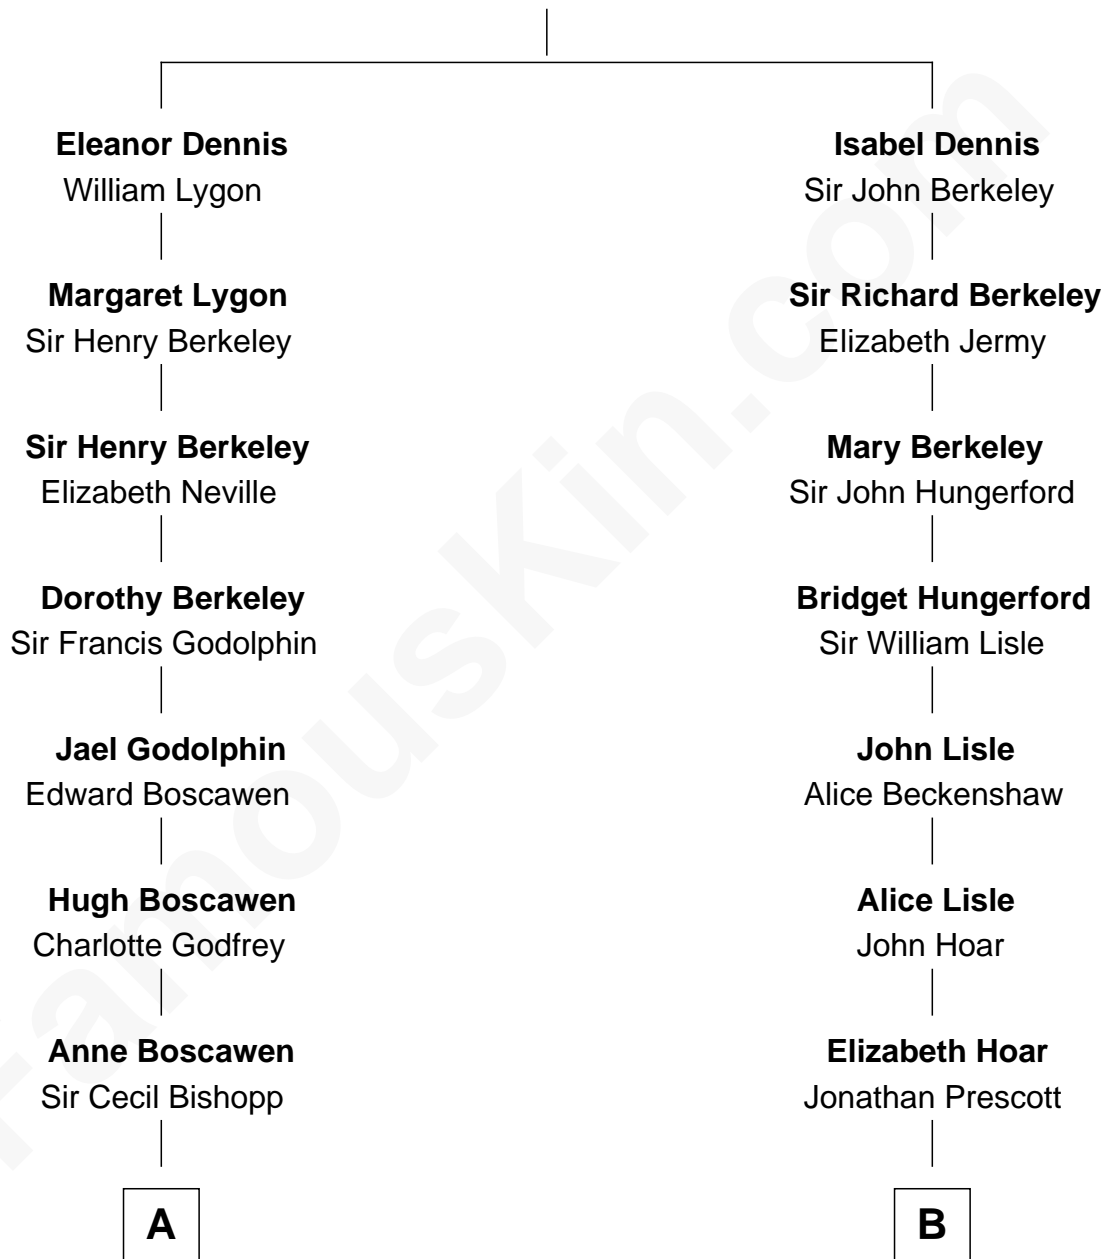 Eleanor Dennis
William Lygon
Margaret Lygon
Sir Henry Berkeley
Sir Henry Berkeley
Elizabeth Neville
Dorothy Berkeley
Sir Francis Godolphin
Jael Godolphin
Edward Boscawen
Hugh Boscawen
Charlotte Godfrey
Anne Boscawen
Sir Cecil Bishopp
A
Isabel Dennis
Sir John Berkeley
Sir Richard Berkeley
Elizabeth Jermy
Mary Berkeley
Sir John Hungerford
Bridget Hungerford
Sir William Lisle
John Lisle
Alice Beckenshaw
Alice Lisle
John Hoar
Elizabeth Hoar
Jonathan Prescott
B
FamousKin.com